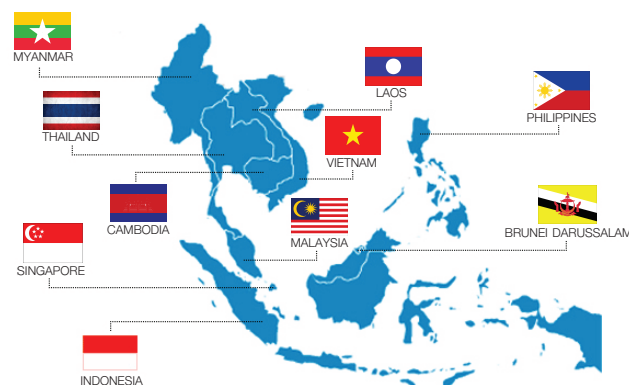 MYANMAR
LAOS
PHILIPPINES
THAILAND
VIETNAM
CAMBODIA
MALAYSIA
BRUNEI DARUSSALAM
SINGAPORE
INDONESIA